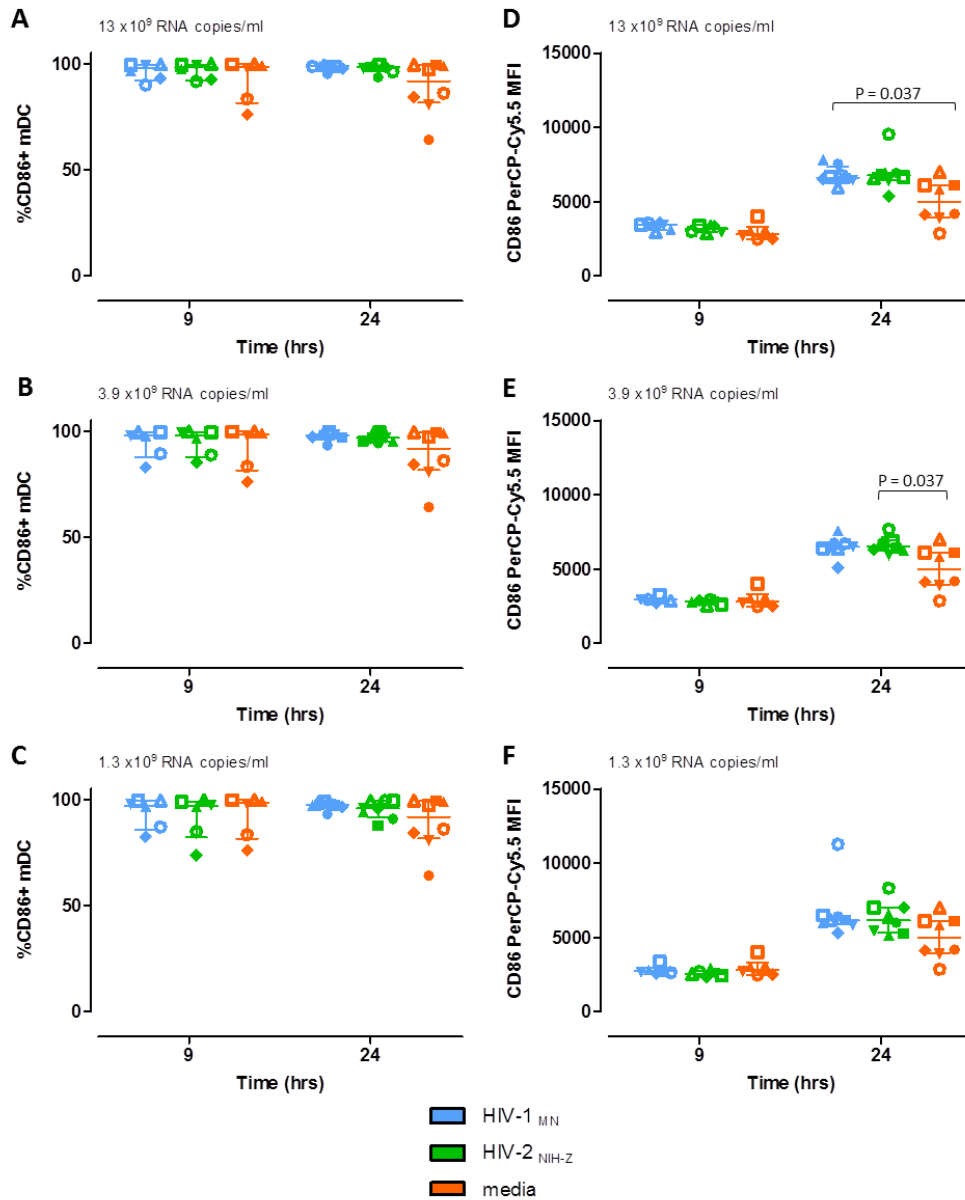 A
13 x10⁹ RNA copies/ml
%CD86+ mDC
100
50
0
9
24
Time (hrs)
D
13 x10⁹ RNA copies/ml
CD86 PerCP-Cy5.5 MFI
15000
10000
5000
0
P = 0.037
9
24
Time (hrs)
B
3.9 x10⁹ RNA copies/ml
%CD86+ mDC
100
50
0
9
24
Time (hrs)
E
3.9 x10⁹ RNA copies/ml
CD86 PerCP-Cy5.5 MFI
15000
10000
5000
0
P = 0.037
9
24
Time (hrs)
C
1.3 x10⁹ RNA copies/ml
%CD86+ mDC
100
50
0
9
24
Time (hrs)
F
1.3 x10⁹ RNA copies/ml
CD86 PerCP-Cy5.5 MFI
15000
10000
5000
0
9
24
Time (hrs)
HIV-1 MN
HIV-2 NIH-Z
media